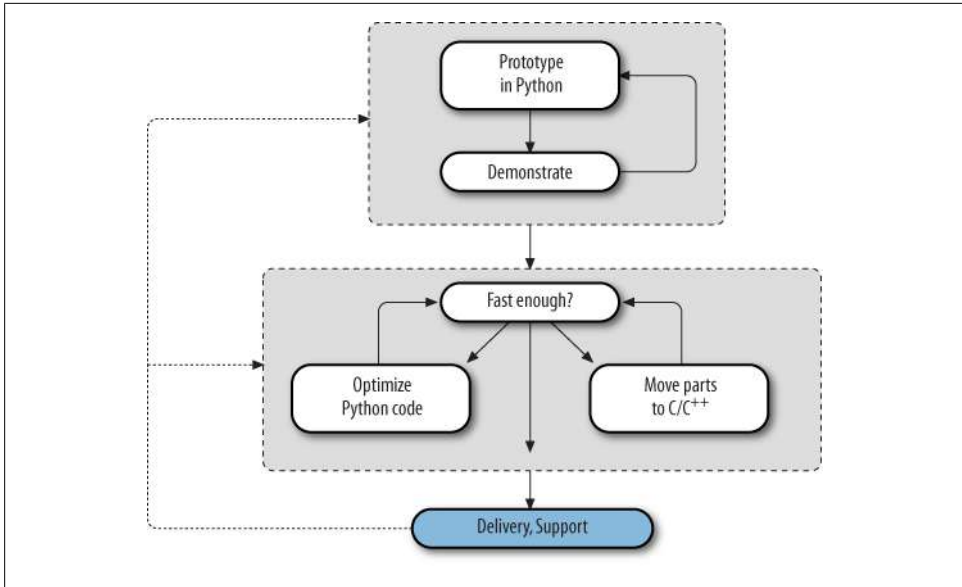 Prototype
in Python
Demonstrate
Fast enough?
Optimize
Python code
Move parts
to C/C++
Delivery, Support